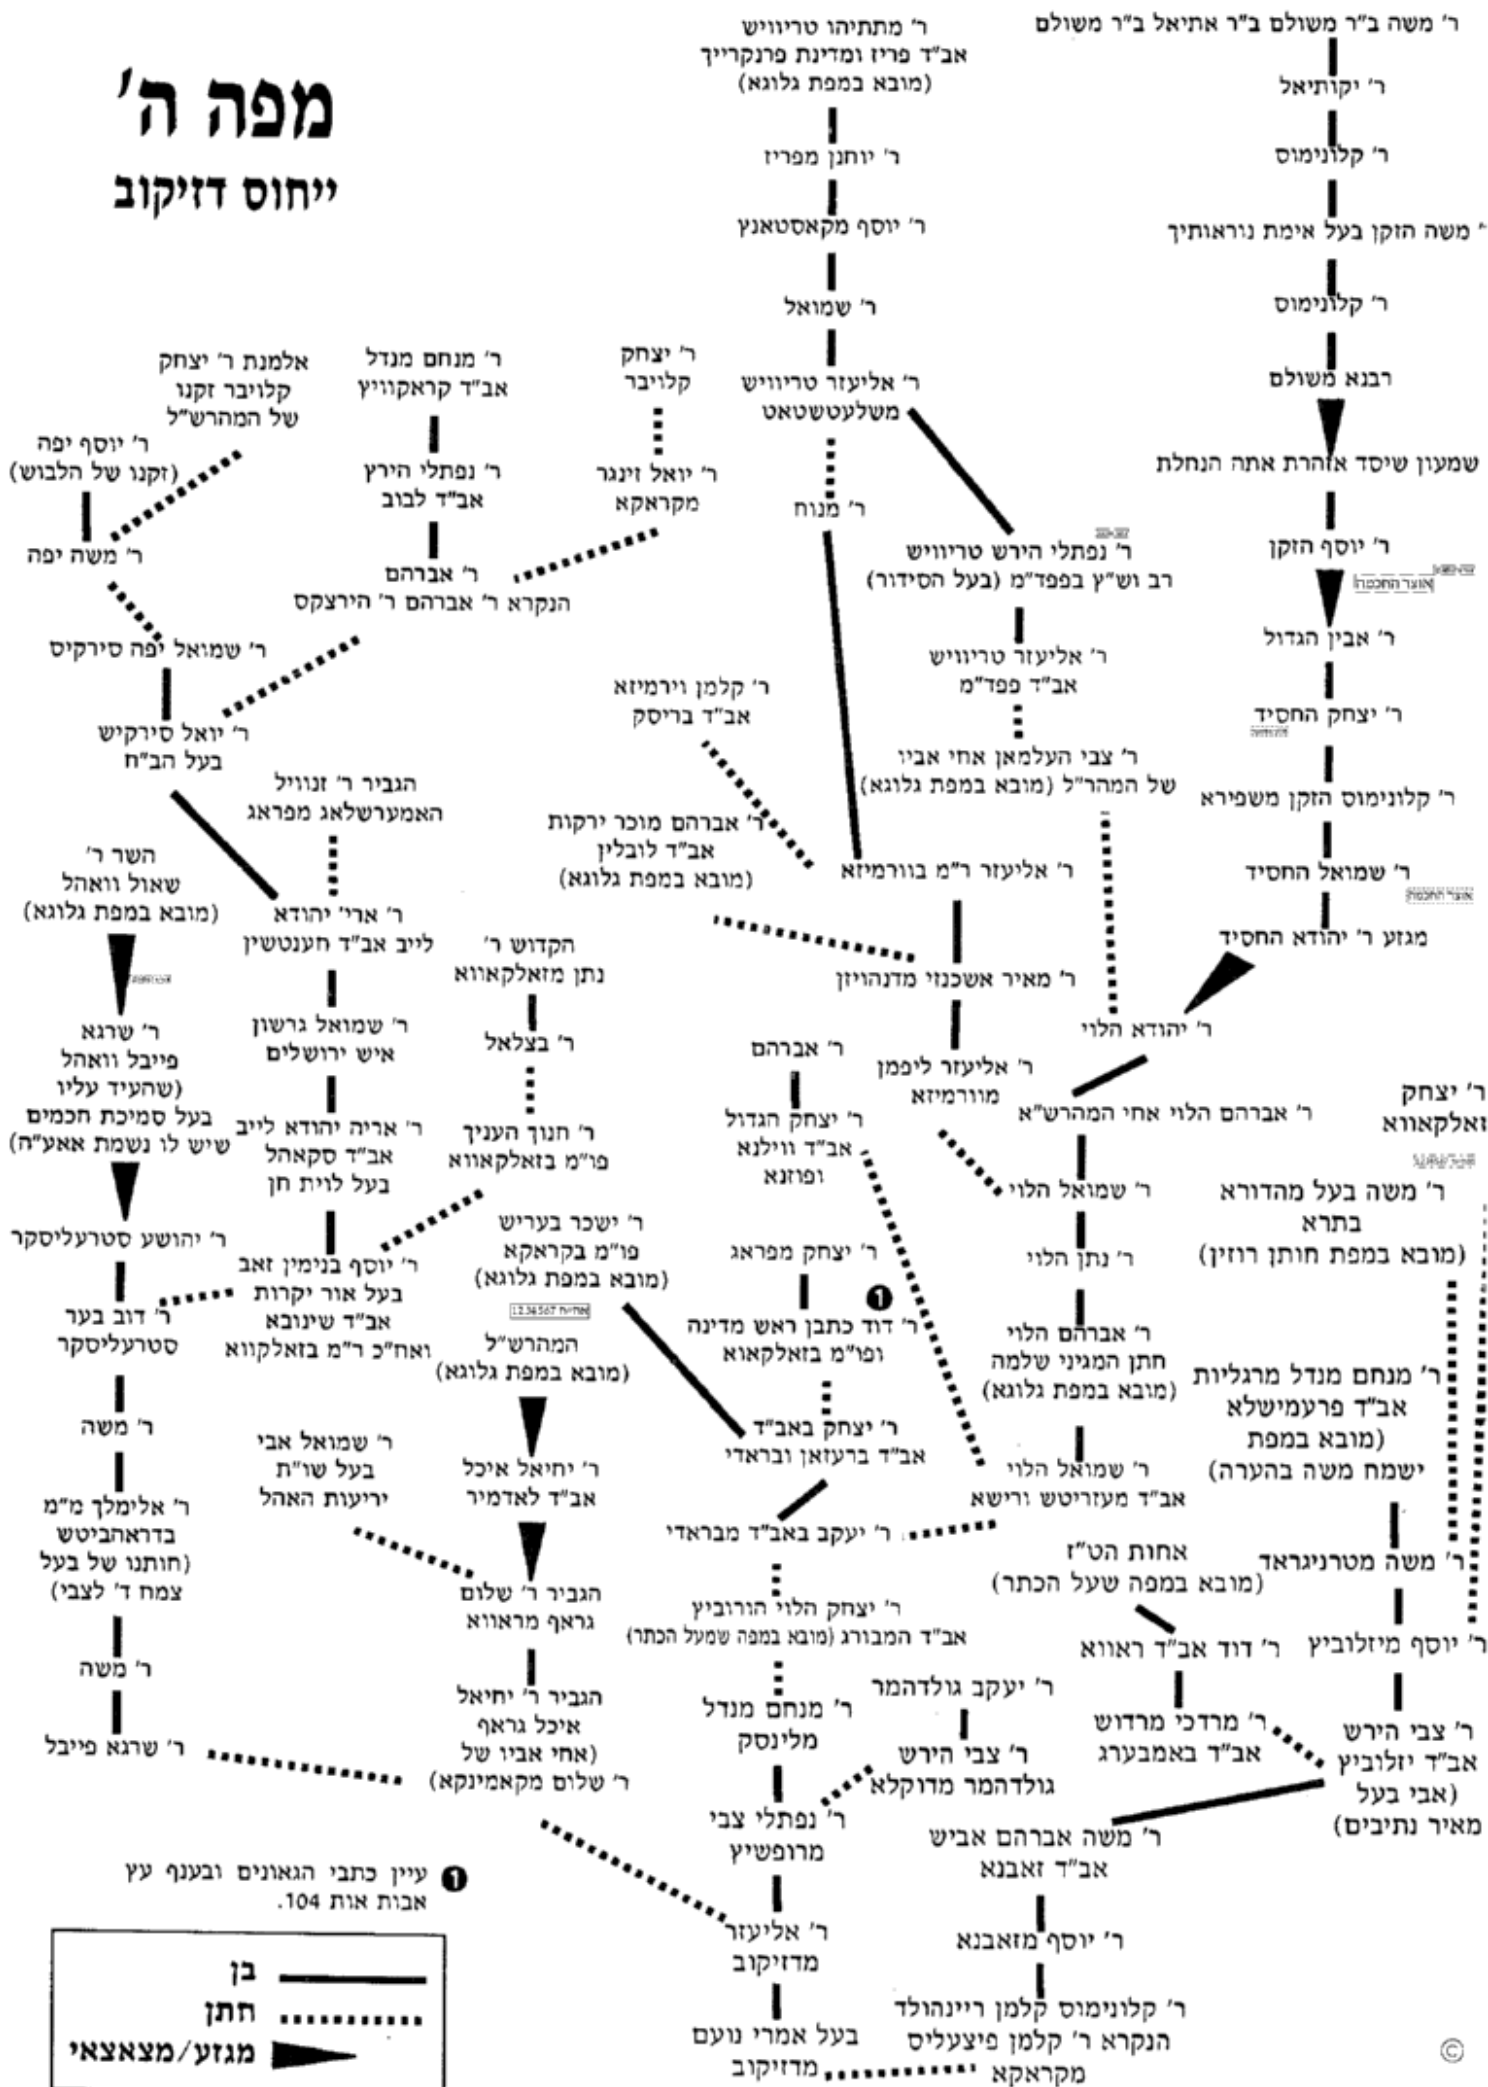 מפה ה'
ייחוס דזיקוב
ר' משה ב"ר משולם ב"ר אתיאל ב"ר משולם
ר' יקותיאל
ר' קלונימוס
ר' משה הזקן בעל אימת נוראותיך
ר' קלונימוס
רבנא משולם
שמעון שיסד אזהרת אתה הנחלת
ר' יוסף הזקן
אוצר החכמה
ר' אבין הגדול
ר' יצחק החסיד
ר' קלונימוס הזקן משפירא
ר' שמואל החסיד
אוצר החכמה
מגזע ר' יהודא החסיד
ר' יהודא הלוי
ר' אברהם הלוי אחי המהרש"א
ר' שמואל הלוי
ר' נתן הלוי
ר' אברהם הלוי
חתן המגיני שלמה
(מובא במפת גלוגא)
ר' שמואל הלוי
אב"ד מעזריטש ורישא
ר' יצחק
זאלקאווא
ר' משה בעל מהדורא
בתרא
(מובא במפת חותן רוזין)
ר' מנחם מנדל מרגליות
אב"ד פרעמישלא
(מובא במפת
ישמח משה בהערה)
ר' משה מטרניגראד
ר' יוסף מיזלוביץ
ר' צבי הירש
אב"ד יזלוביץ
(אבי בעל
מאיר נתיבים)
אחות הט"ז
(מובא במפה שעל הכתר)
ר' דוד אב"ד ראווא
ר' מרדכי מרדוש
אב"ד באמבערג
ר' משה אברהם אביש
אב"ד זאבנא
ר' יוסף מזאבנא
ר' קלונימוס קלמן ריינהולד
הנקרא ר' קלמן פיצעליס
מקראקא
ר' מתתיהו טריוויש
אב"ד פריז ומדינת פרנקרייך
(מובא במפת גלוגא)
ר' יוחנן מפריז
ר' יוסף מקאסטאנץ
ר' שמואל
ר' אליעזר טריוויש
משלעטשטאט
ר' מנוח
ר' נפתלי הירש טריוויש
רב וש"ץ בפפד"מ (בעל הסידור)
ר' אליעזר טריוויש
אב"ד פפד"מ
ר' צבי העלמאן אחי אביו
של המהר"ל (מובא במפת גלוגא)
ר' קלמן וירמיזא
אב"ד בריסק
ר' אליעזר ר"מ בוורמיזא
ר' אברהם מוכר ירקות
אב"ד לובלין
(מובא במפת גלוגא)
ר' מאיר אשכנזי מדנהויזן
ר' אליעזר ליפמן
מוורמיזא
ר' אברהם
ר' יצחק הגדול
אב"ד ווילנא
ופוזנא
ר' יצחק מפראג
❶
ר' דוד כתבן ראש מדינה
ופו"מ בזאלקאוא
ר' ישכר בעריש
פו"מ בקראקא
(מובא במפת גלוגא)
ר' יצחק באב"ד
אב"ד ברעזאן ובראדי
ר' יעקב באב"ד מבראדי
ר' יצחק הלוי הורוביץ
אב"ד המבורג (מובא במפה שמעל הכתר)
ר' מנחם מנדל
מלינסק
ר' יעקב גולדהמר
ר' צבי הירש
גולדהמר מדוקלא
ר' נפתלי צבי
מרופשיץ
ר' אליעזר
מדזיקוב
בעל אמרי נועם
מדזיקוב
ר' יצחק
קלויבר
ר' יואל זינגר
מקראקא
ר' מנחם מנדל
אב"ד קראקוויץ
ר' נפתלי הירץ
אב"ד לבוב
ר' אברהם
הנקרא ר' אברהם ר' הירצקס
אלמנת ר' יצחק
קלויבר זקנו
של המהרש"ל
ר' יוסף יפה
(זקנו של הלבוש)
ר' משה יפה
ר' שמואל יפה סירקיס
ר' יואל סירקיש
בעל הב"ח
הגביר ר' זנוויל
האמערשלאג מפראג
ר' ארי' יהודא
לייב אב"ד חענטשין
ר' שמואל גרשון
איש ירושלים
ר' אריה יהודא לייב
אב"ד סקאהל
בעל לוית חן
ר' יוסף בנימין זאב
בעל אור יקרות
אב"ד שינובא
ואח"כ ר"מ בזאלקווא
הקדוש ר'
נתן מזאלקאווא
ר' בצלאל
ר' חנוך העניך
פו"מ בזאלקאווא
השר ר'
שאול וואהל
(מובא במפת גלוגא)
ר' שרגא
פייבל וואהל
(שהעיד עליו
בעל סמיכת חכמים
שיש לו נשמת אאע"ה)
ר' יהושע סטרעליסקר
ר' דוב בער
סטרעליסקר
ר' משה
ר' אלימלך מ"מ
בדראהביטש
(חותנו של בעל
צמח ד' לצבי)
ר' משה
ר' שרגא פייבל
אח"ח 1234567
המהרש"ל
(מובא במפת גלוגא)
ר' יחיאל איכל
אב"ד לאדמיר
ר' שמואל אבי
בעל שו"ת
יריעות האהל
הגביר ר' שלום
גראף מראווא
הגביר ר' יחיאל
איכל גראף
(אחי אביו של
ר' שלום מקאמינקא)
❶ עיין כתבי הגאונים ובענף עץ
אבות אות 104.
בן
חתן
מגזע/מצאצאי
©